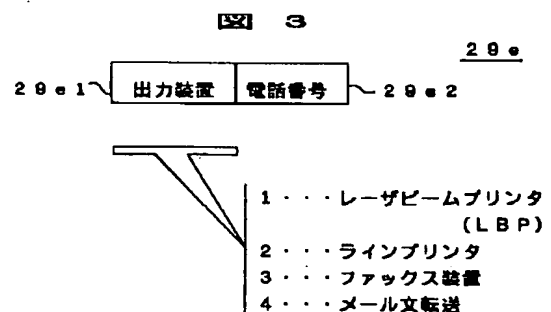 図 3
29e
29e1 出力装置 電話番号 29e2
1・・・レーザビームプリンタ
(LBP)
2・・・ラインプリンタ
3・・・ファックス装置
4・・・メール文転送